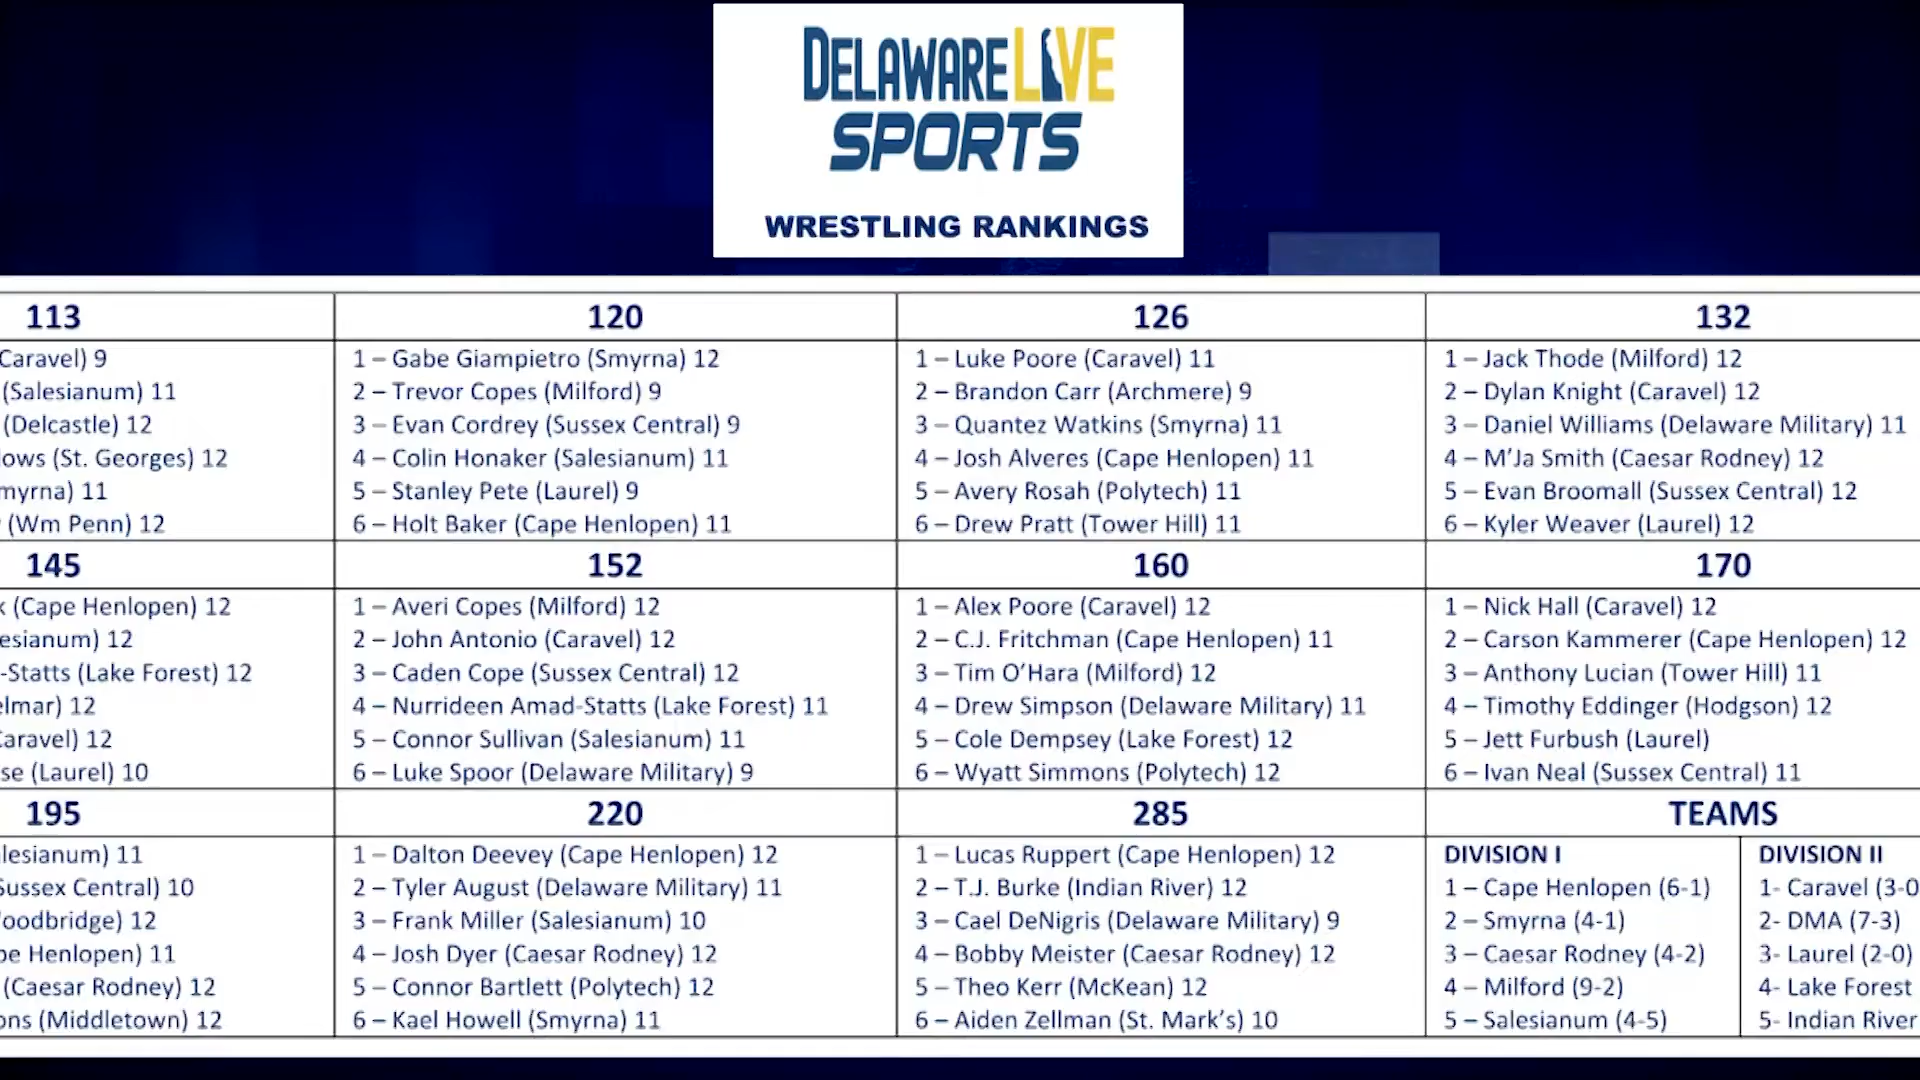 DELAWARE LIVE
SPORTS
WRESTLING RANKINGS
113
Caravel) 9
(Salesianum) 11
(Delcastle) 12
(St. Georges) 12
11
(Wm Penn) 12
120
1 – Gabe Giampietro (Smyrna) 12
2 – Trevor Copes (Milford) 9
3 – Evan Cordrey (Sussex Central) 9
4 – Colin Honaker (Salesianum) 11
5 – Stanley Pete (Laurel) 9
6 – Holt Baker (Cape Henlopen) 11
126
1 – Luke Poore (Caravel) 11
2 – Brandon Carr (Archmere) 9
3 – Quantez Watkins (Smyrna) 11
4 – Josh Alveres (Cape Henlopen) 11
5 – Avery Rosah (Polytech) 11
6 – Drew Pratt (Tower Hill) 11
132
1 – Jack Thode (Milford) 12
2 – Dylan Knight (Caravel) 12
3 – Daniel Williams (Delaware Military) 11
4 – M’Ja Smith (Caesar Rodney) 12
5 – Evan Broomall (Sussex Central) 12
6 – Kyler Weaver (Laurel) 12
145
(Cape Henlopen) 12
esianum) 12
-Statts (Lake Forest) 12
elmar) 12
Caravel) 12
se (Laurel) 10
152
1 – Averi Copes (Milford) 12
2 – John Antonio (Caravel) 12
3 – Caden Cope (Sussex Central) 12
4 – Nurrideen Amad-Statts (Lake Forest) 11
5 – Connor Sullivan (Salesianum) 11
6 – Luke Spoor (Delaware Military) 9
160
1 – Alex Poore (Caravel) 12
2 – C.J. Fritchman (Cape Henlopen) 11
3 – Tim O’Hara (Milford) 12
4 – Drew Simpson (Delaware Military) 11
5 – Cole Dempsey (Lake Forest) 12
6 – Wyatt Simmons (Polytech) 12
170
1 – Nick Hall (Caravel) 12
2 – Carson Kammerer (Cape Henlopen) 12
3 – Anthony Lucian (Tower Hill) 11
4 – Timothy Eddinger (Hodgson) 12
5 – Jett Furbush (Laurel)
6 – Ivan Neal (Sussex Central) 11
195
lesianum) 11
Sussex Central) 10
oodbridge) 12
pe Henlopen) 11
(Caesar Rodney) 12
ons (Middletown) 12
220
1 – Dalton Deevey (Cape Henlopen) 12
2 – Tyler August (Delaware Military) 11
3 – Frank Miller (Salesianum) 10
4 – Josh Dyer (Caesar Rodney) 12
5 – Connor Bartlett (Polytech) 12
6 – Kael Howell (Smyrna) 11
285
1 – Lucas Ruppert (Cape Henlopen) 12
2 – T.J. Burke (Indian River) 12
3 – Cael DeNigris (Delaware Military) 9
4 – Bobby Meister (Caesar Rodney) 12
5 – Theo Kerr (McKean) 12
6 – Aiden Zellman (St. Mark’s) 10
TEAMS
DIVISION I
1 – Cape Henlopen (6-1)
2 – Smyrna (4-1)
3 – Caesar Rodney (4-2)
4 – Milford (9-2)
5 – Salesianum (4-5)
DIVISION II
1- Caravel (3-0
2- DMA (7-3)
3- Laurel (2-0)
4- Lake Forest
5- Indian River